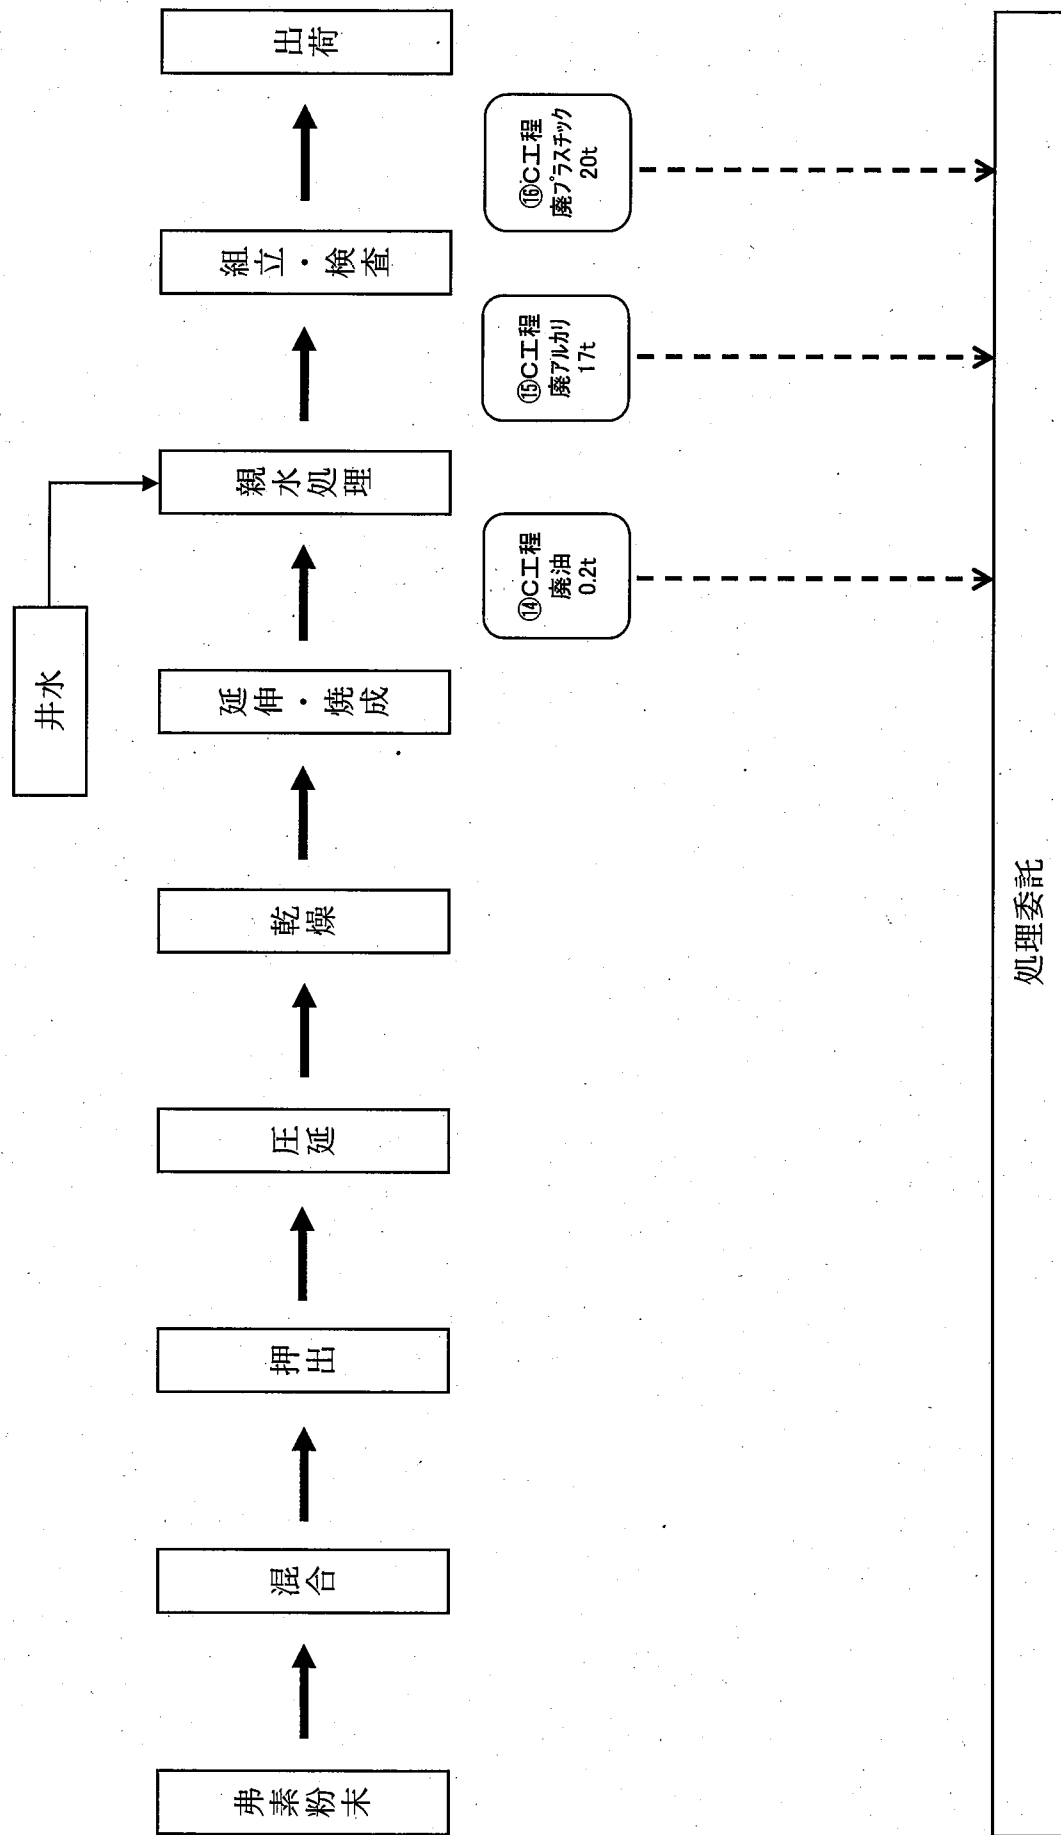 井水
弗素粉末
混合
押出
圧延
乾燥
延伸・焼成
親水処理
組立・検査
出荷
⑭C工程
廃油
0.2t
⑮C工程
廃アルカリ
17t
⑯C工程
廃プラスチック
20t
処理委託